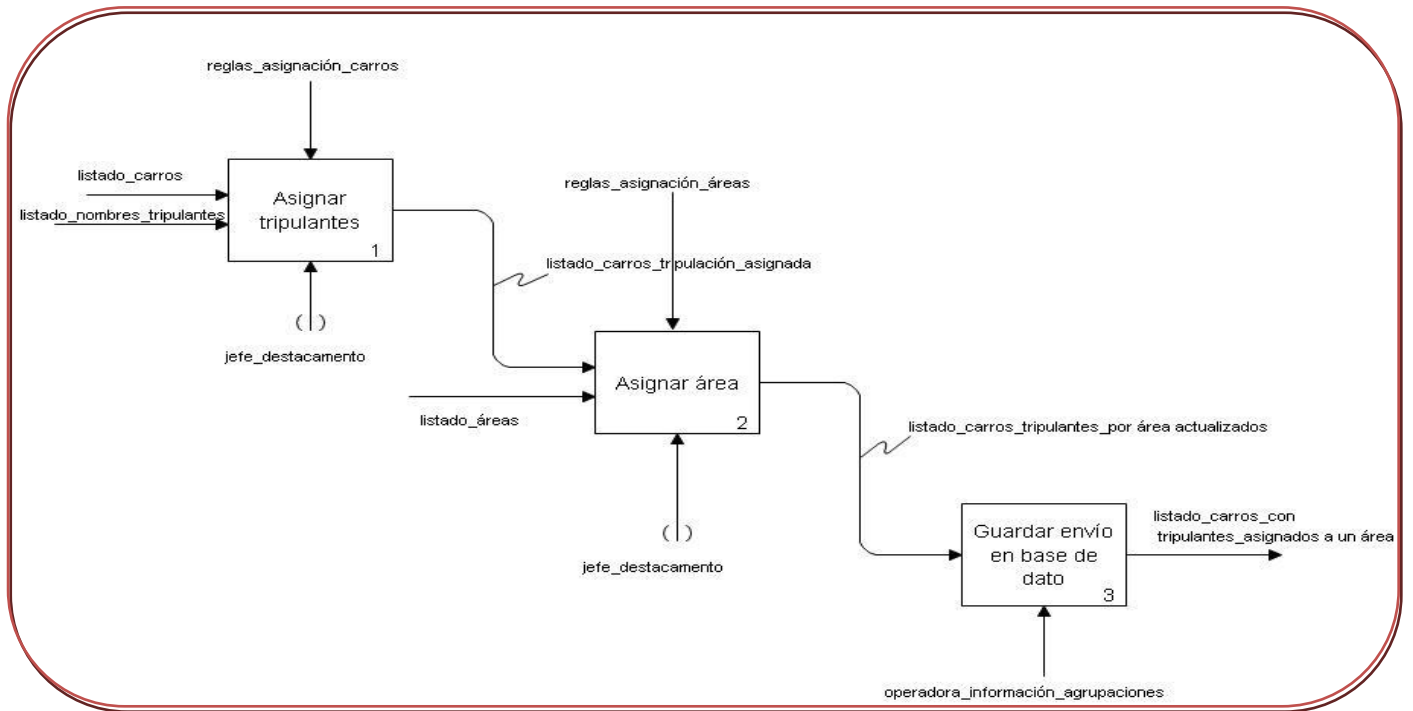 reglas_asignación_carros
listado_carros
listado_nombres_tripulantes
Asignar
tripulantes
1
( )
jefe_destacamento
reglas_asignación_áreas
listado_carros_tripulación_asignada
listado_áreas
Asignar área
2
( )
jefe_destacamento
listado_carros_tripulantes_por área actualizados
Guardar envío
en base de
dato
3
listado_carros_con
tripulantes_asignados a un área
operadora_información_agrupaciones